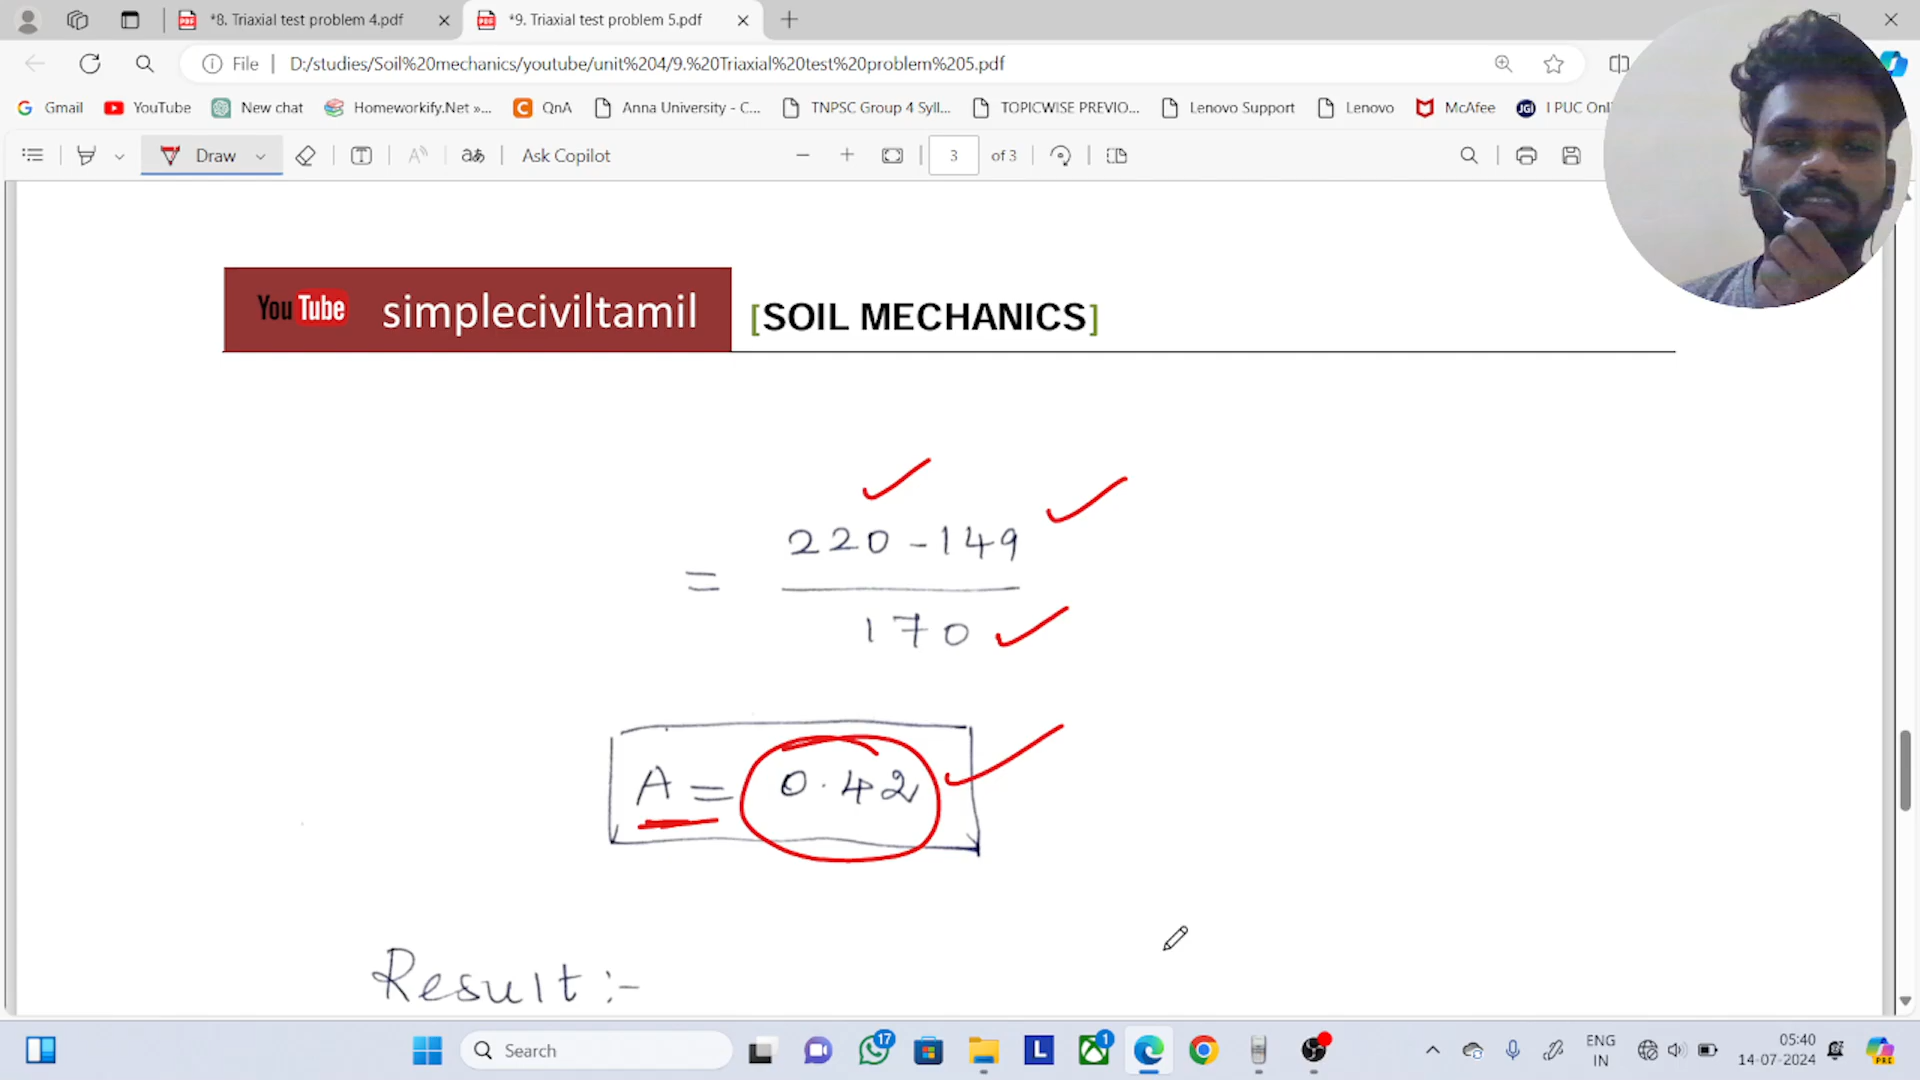 *8. Triaxial test problem 4.pdf
*9. Triaxial test problem 5.pdf
File D:/studies/Soil%20mechanics/youtube/unit%204/9.%20Triaxial%20test%20problem%205.pdf
Gmail YouTube New chat Homeworkify.Net »... QnA Anna University - C... TNPSC Group 4 Syll... TOPICWISE PREVIO... Lenovo Support Lenovo McAfee I PUC Onl
Draw Ask Copilot 3 of 3
YouTube simpleciviltamil [SOIL MECHANICS]
220 - 149
=
170
A = 0.42
Result :-
Search
17
1
ENG
IN
05:40
14-07-2024